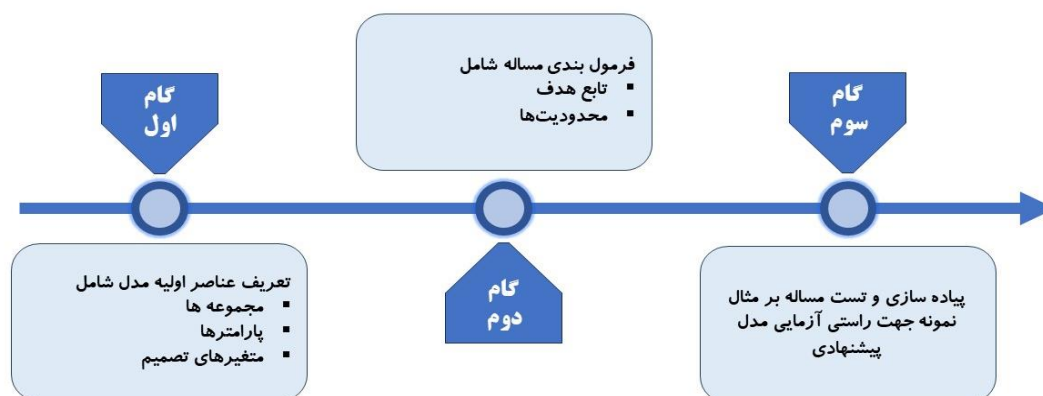 گام
اول
تعریف عناصر اولیه مدل شامل
▪ مجموعه ها
▪ پارامترها
▪ متغیرهای تصمیم
فرمول بندی مساله شامل
▪ تابع هدف
▪ محدودیت‌ها
گام
دوم
گام
سوم
پیاده سازی و تست مساله بر مثال
نمونه جهت راستی آزمایی مدل
پیشنهادی